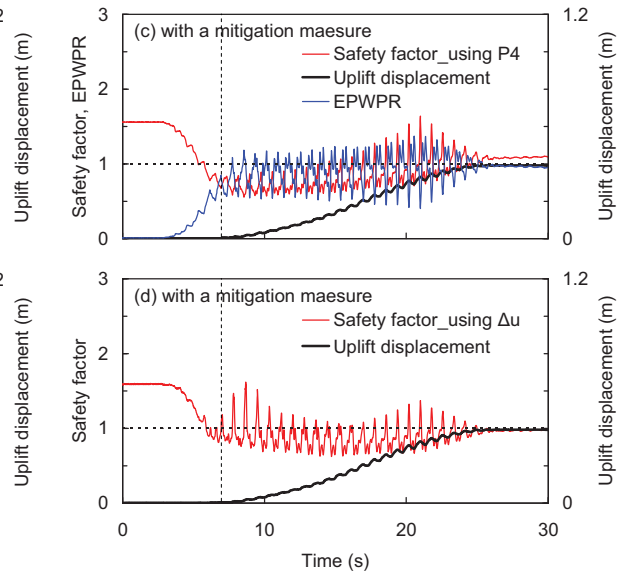 2
3
1.2
(c) with a mitigation maesure
Safety factor_using P4
Uplift displacement
EPWPR
2
1
0
0
Uplift displacement (m)
Safety factor, EPWPR
Uplift displacement (m)
2
3
1.2
(d) with a mitigation maesure
Safety factor_using Δu
Uplift displacement
2
1
0
0
Uplift displacement (m)
Safety factor
Uplift displacement (m)
0 10 20 30
Time (s)